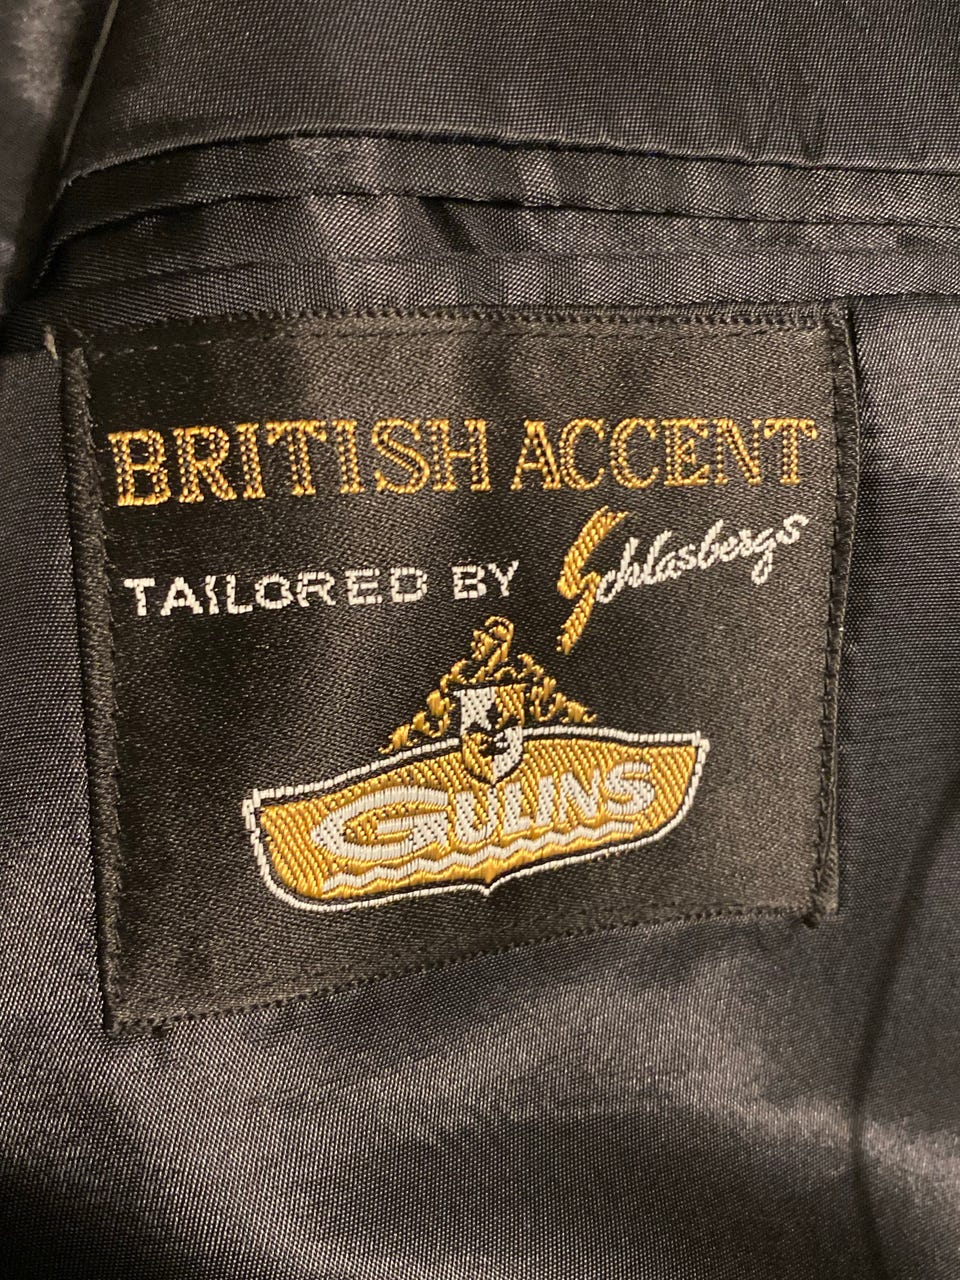 BRITISH ACCENT
TAILORED BY Schlasbergs
GULINS